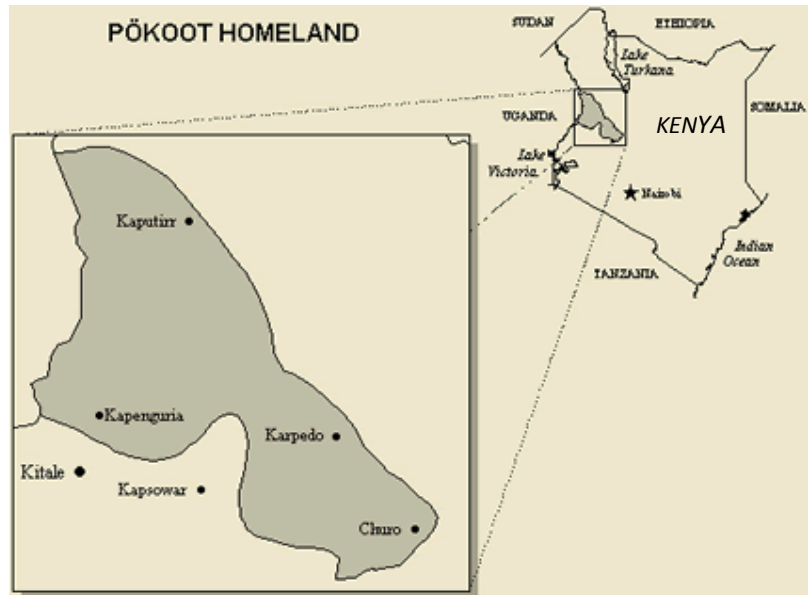 PÖKOOT HOMELAND
SUDAN
ETHIOPIA
Lake
Turkana
UGANDA
KENYA
SOMALIA
Lake
Victoria
Nairobi
TANZANIA
Indian
Ocean
Kaputirr
Kapenguria
Karpedo
Kitale
Kapsowar
Churo